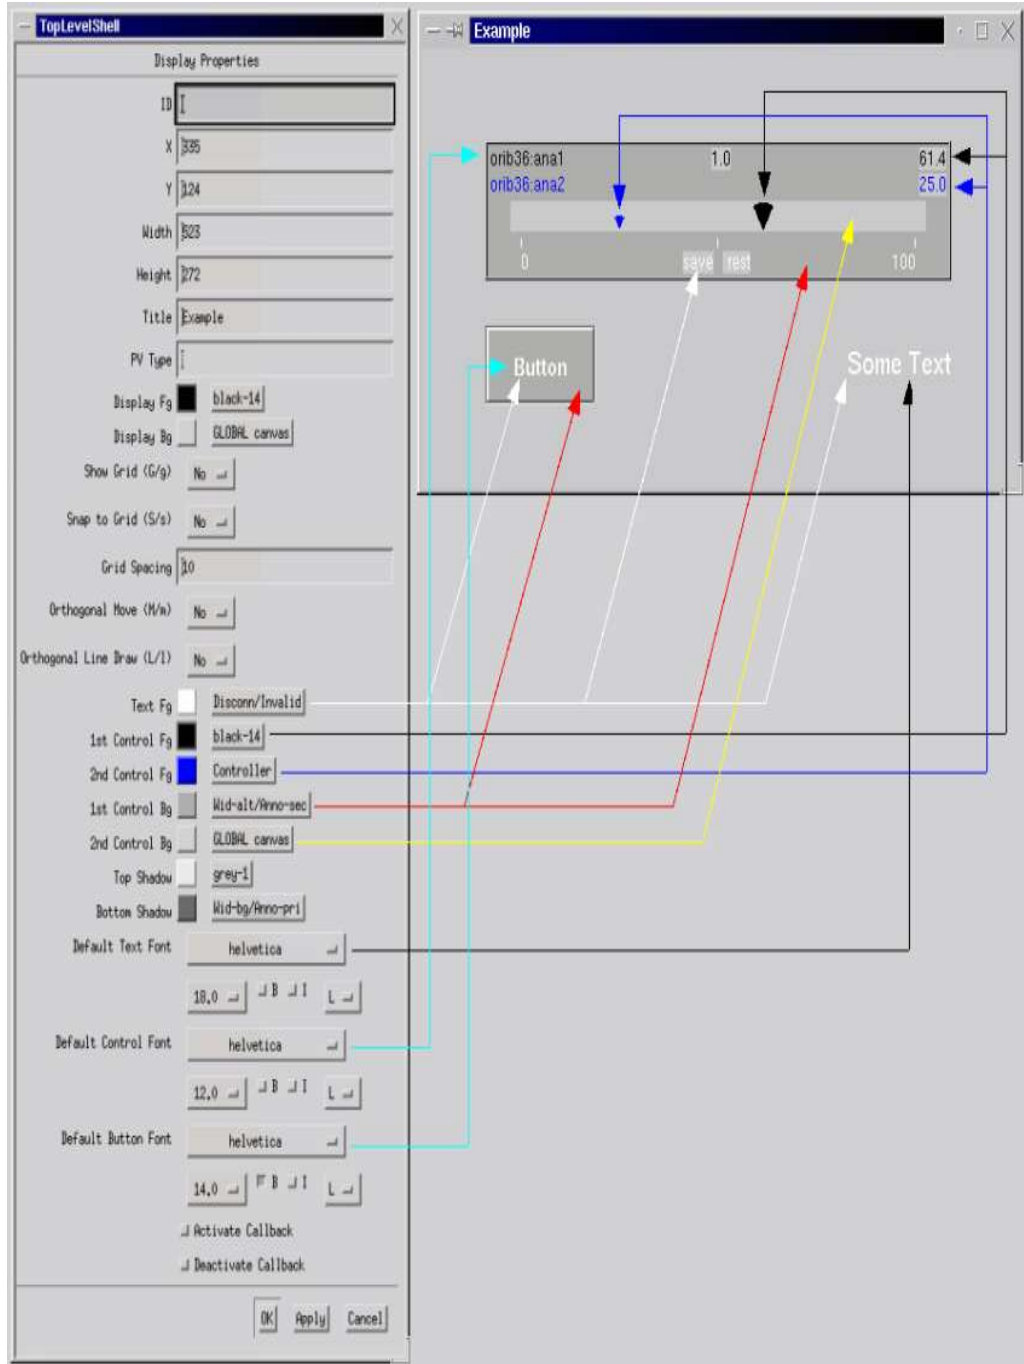 TopLevelShell
Display Properties
ID
X 335
Y 124
Width 523
Height 272
Title Example
PV Type
Display Fg black-14
Display Bg GLOBAL canvas
Show Grid (G/g) No
Snap to Grid (S/s) No
Grid Spacing 10
Orthogonal Move (M/m) No
Orthogonal Line Draw (L/l) No
Text Fg Disconn/Invalid
1st Control Fg black-14
2nd Control Fg Controller
1st Control Bg Wid-alt/Anno-sec
2nd Control Bg GLOBAL canvas
Top Shadow grey-1
Bottom Shadow Wid-bg/Anno-pri
Default Text Font helvetica
18.0 B I L
Default Control Font helvetica
12.0 B I L
Default Button Font helvetica
14.0 B I L
Activate Callback
Deactivate Callback
OK Apply Cancel
Example
orib36:ana1 1.0 61.4
orib36:ana2 25.0
0 save rest 100
Button
Some Text